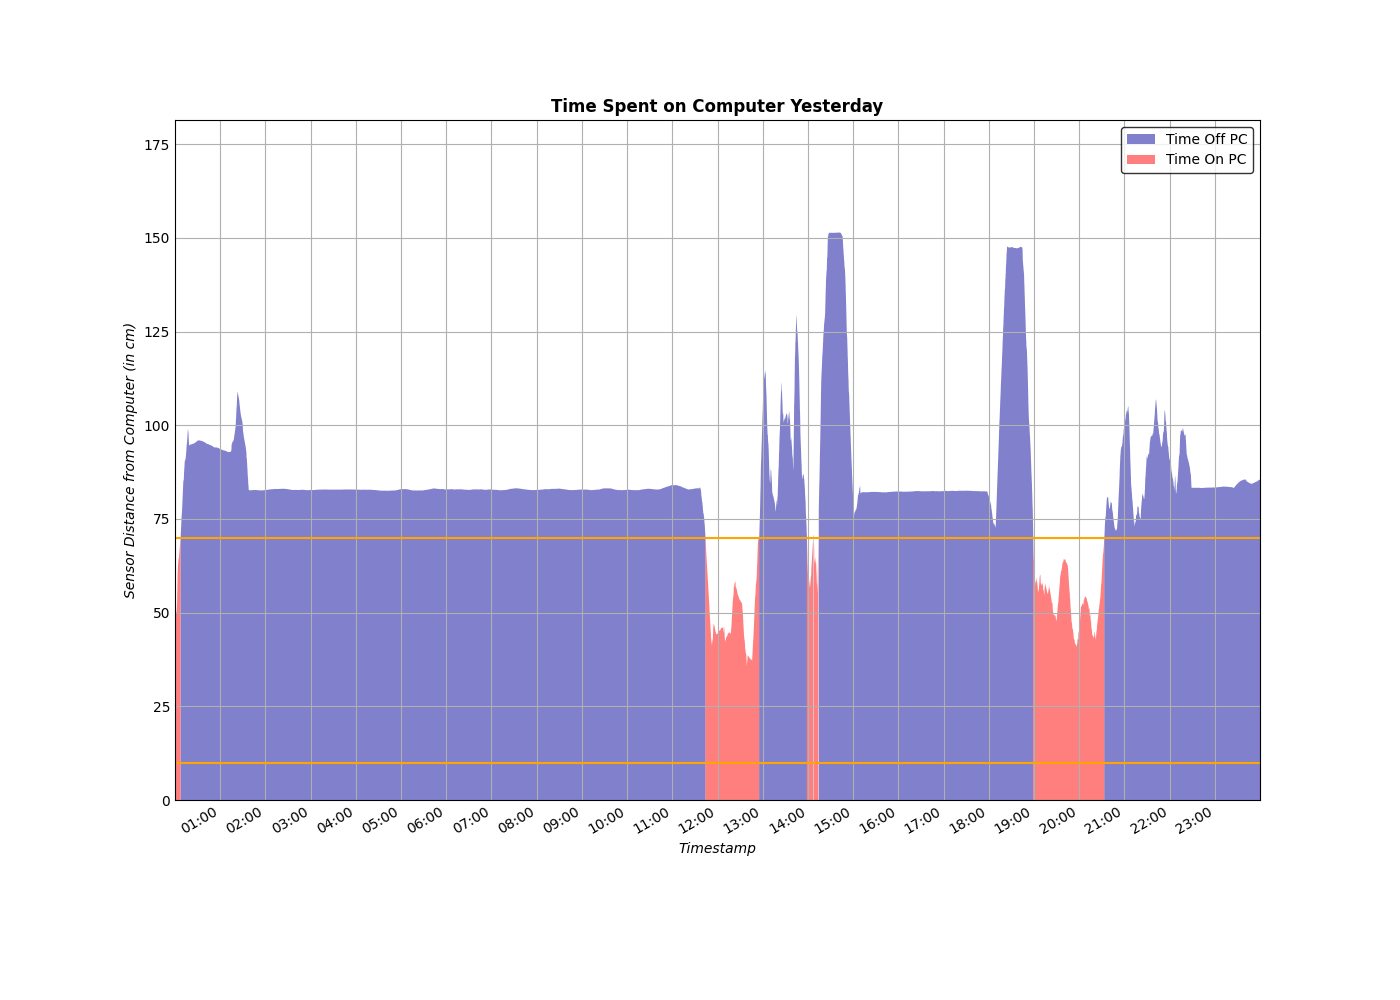 Time Spent on Computer Yesterday
Time Off PC
Time On PC
Sensor Distance from Computer (in cm)
175
150
125
100
75
50
25
0
01:00 02:00 03:00 04:00 05:00 06:00 07:00 08:00 09:00 10:00 11:00 12:00 13:00 14:00 15:00 16:00 17:00 18:00 19:00 20:00 21:00 22:00 23:00
Timestamp